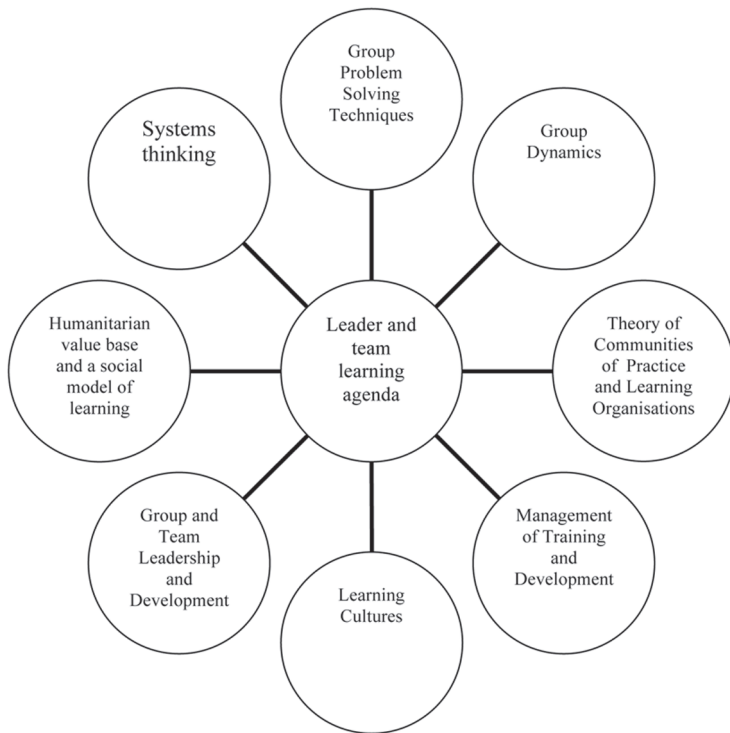 Group
Problem
Solving
Techniques
Systems
thinking
Group
Dynamics
Humanitarian
value base
and a social
model of
learning
Leader and
team
learning
agenda
Theory of
Communities
of Practice
and Learning
Organisations
Group and
Team
Leadership
and
Development
Management
of Training
and
Development
Learning
Cultures